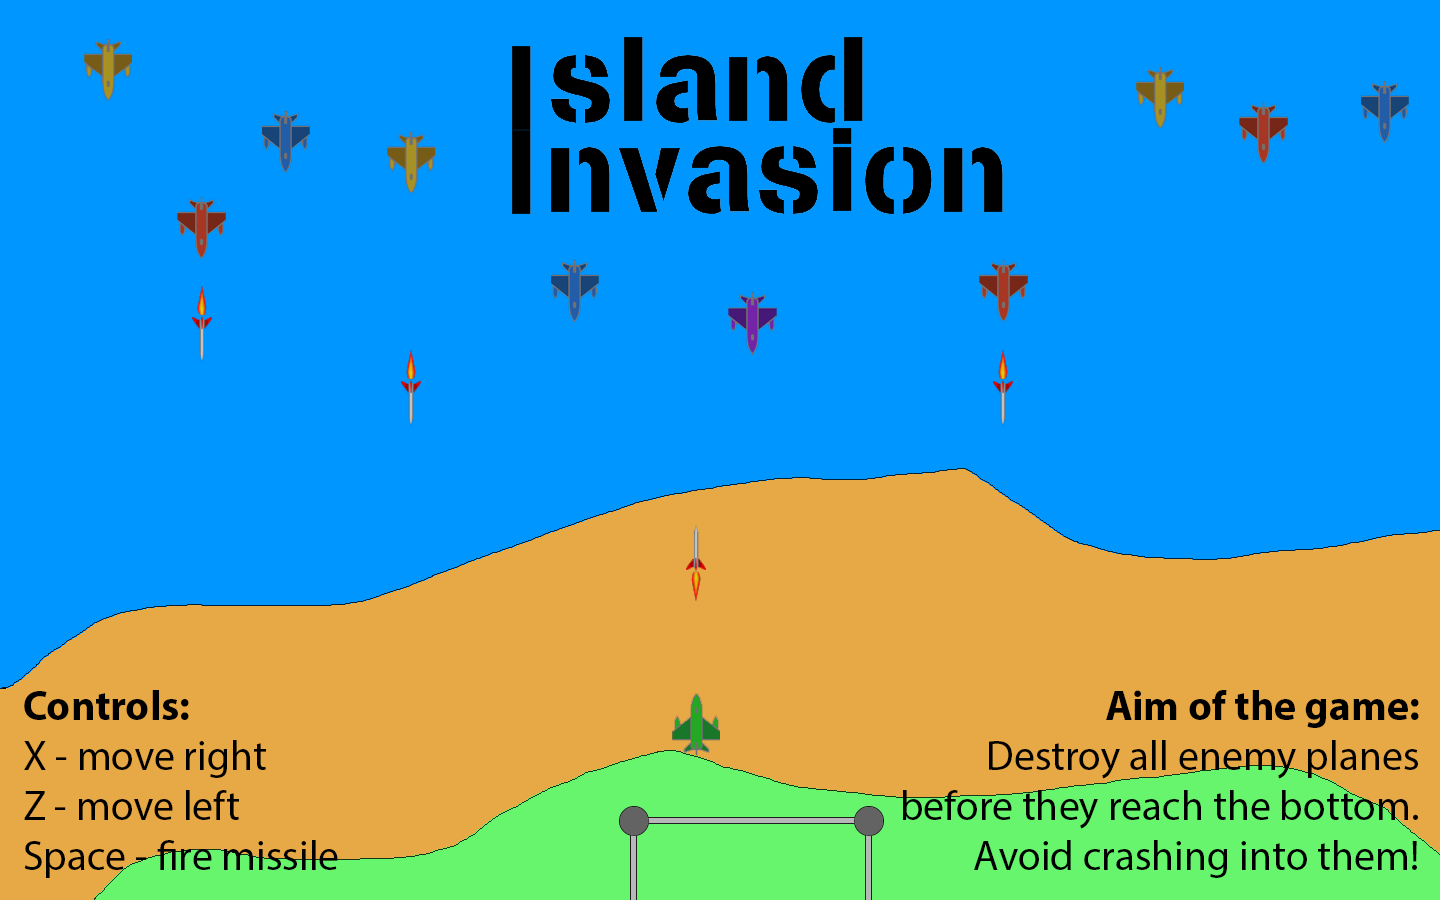 Island
Invasion
Controls:
X - move right
Z - move left
Space - fire missile
Aim of the game:
Destroy all enemy planes
before they reach the bottom.
Avoid crashing into them!